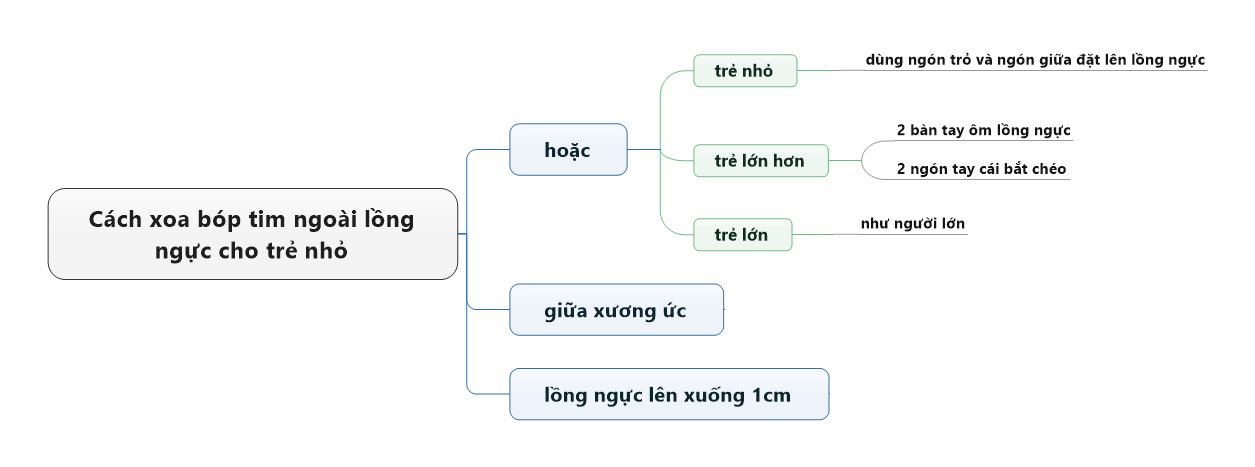 Cách xoa bóp tim ngoài lồng
ngực cho trẻ nhỏ
hoặc
trẻ nhỏ
dùng ngón trỏ và ngón giữa đặt lên lồng ngực
trẻ lớn hơn
2 bàn tay ôm lồng ngực
2 ngón tay cái bắt chéo
trẻ lớn
như người lớn
giữa xương ức
lồng ngực lên xuống 1cm